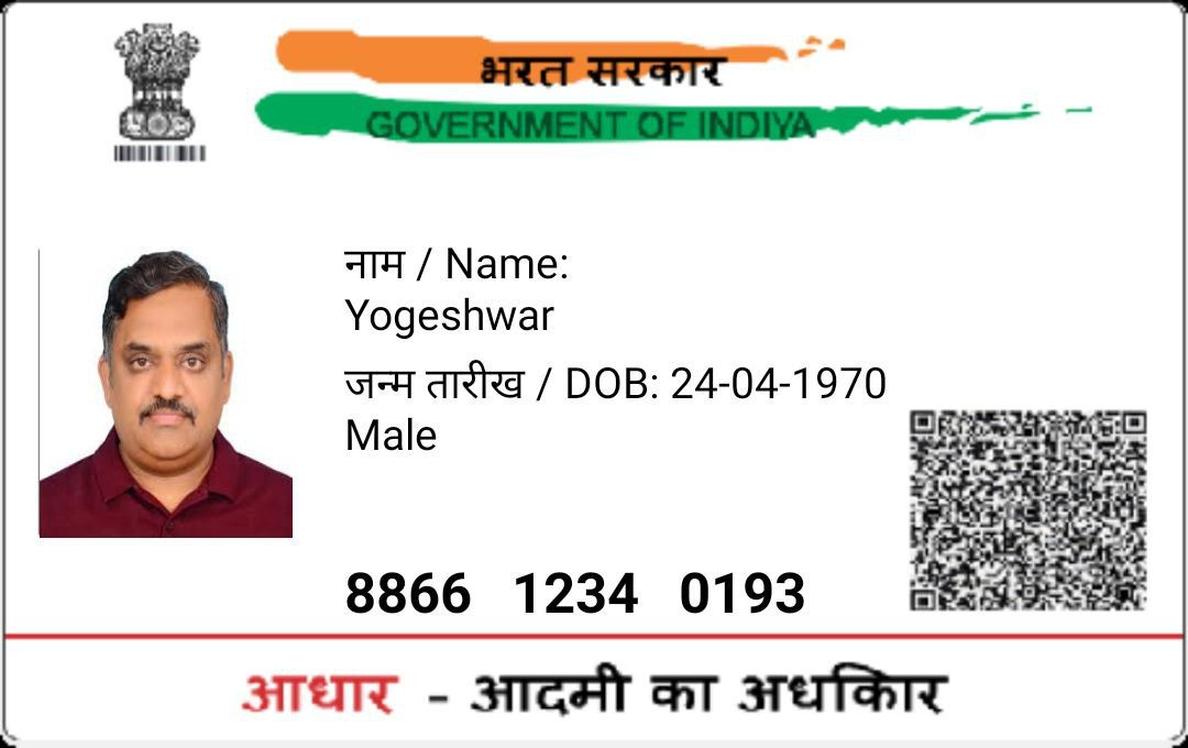 भरत सरकार
GOVERNMENT OF INDIYA
नाम / Name:
Yogeshwar
जन्म तारीख / DOB: 24-04-1970
Male
8866 1234 0193
आधार - आदमी का अधकिार